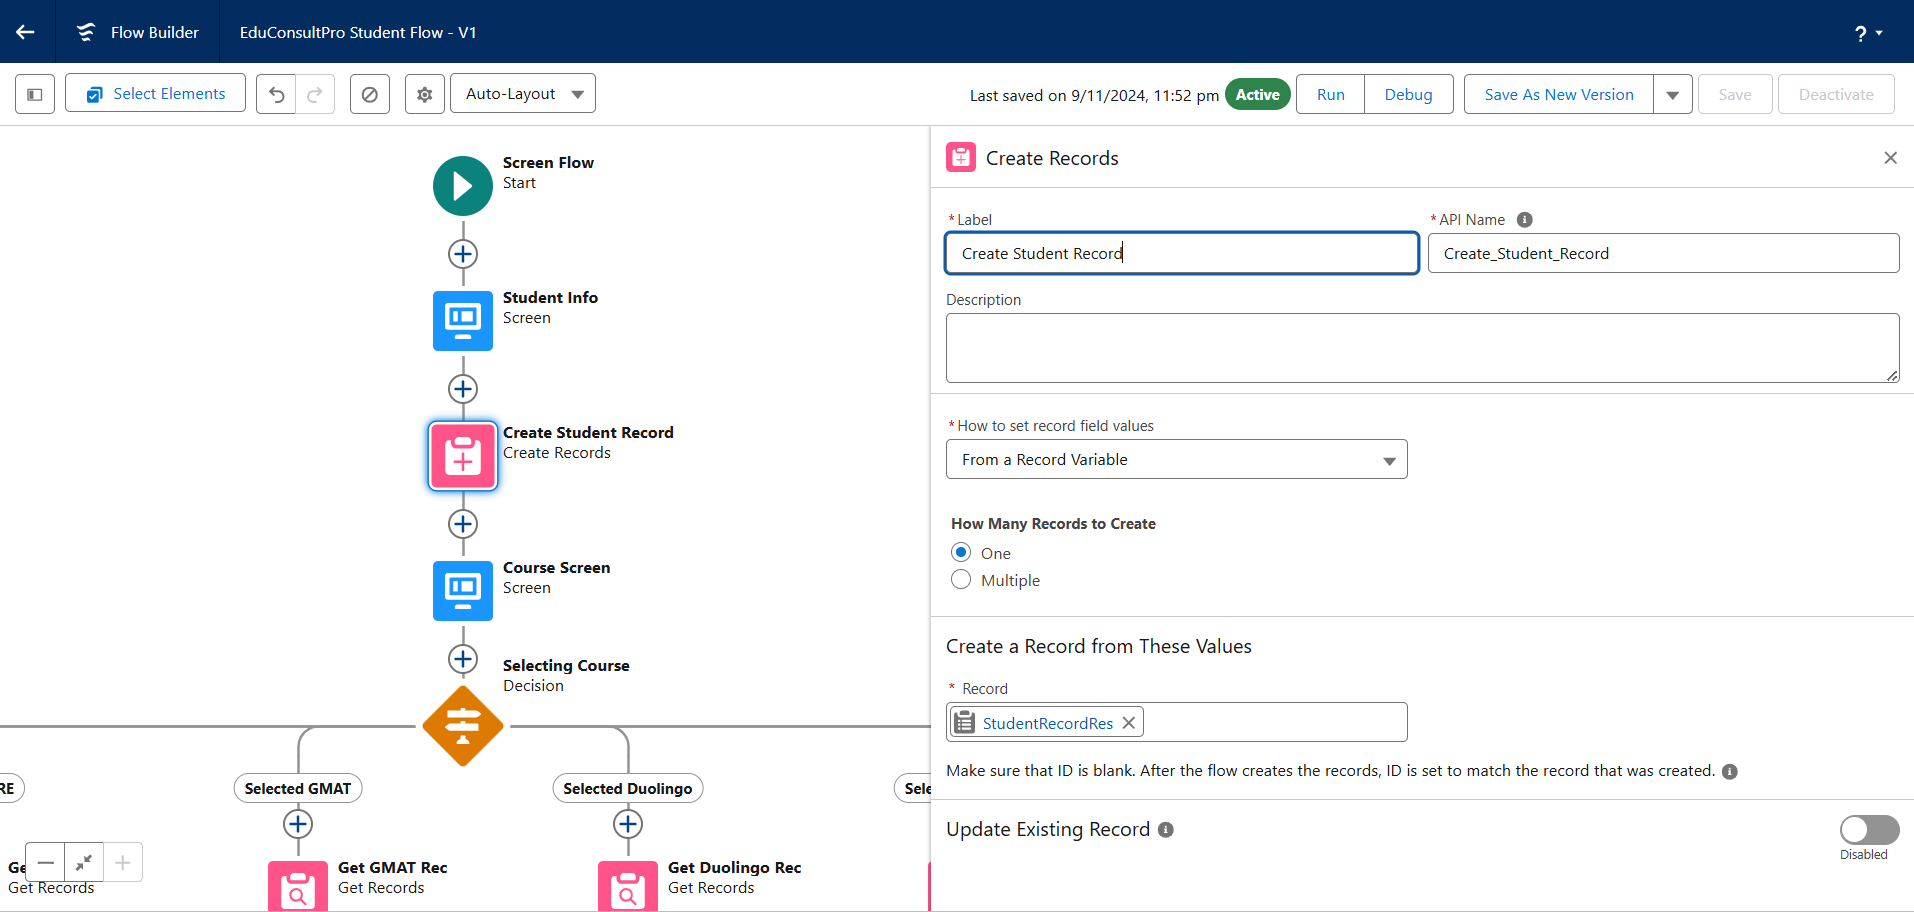 Flow Builder
EduConsultPro Student Flow - V1
?
Select Elements
Auto-Layout
Last saved on 9/11/2024, 11:52 pm
Active
Run
Debug
Save As New Version
Save
Deactivate
Screen Flow
Start
Student Info
Screen
Create Student Record
Create Records
Course Screen
Screen
Selecting Course
Decision
RE
Selected GMAT
Selected Duolingo
Sele
Ge
Get Records
Get GMAT Rec
Get Records
Get Duolingo Rec
Get Records
Create Records
* Label
Create Student Record
* API Name
Create_Student_Record
Description
* How to set record field values
From a Record Variable
How Many Records to Create
One
Multiple
Create a Record from These Values
* Record
StudentRecordRes
Make sure that ID is blank. After the flow creates the records, ID is set to match the record that was created.
Update Existing Record
Disabled